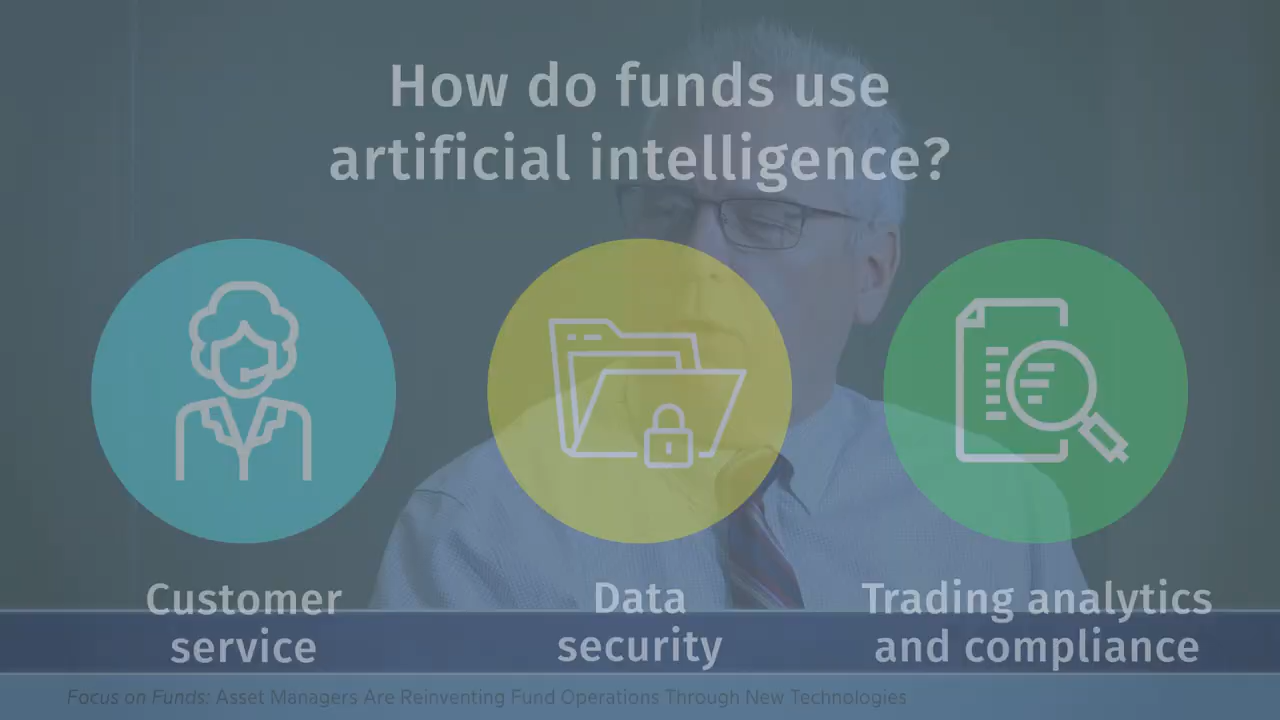 How do funds use
artificial intelligence?
Customer
service
Data
security
Trading analytics
and compliance
Focus on Funds: Asset Managers Are Reinventing Fund Operations Through New Technologies